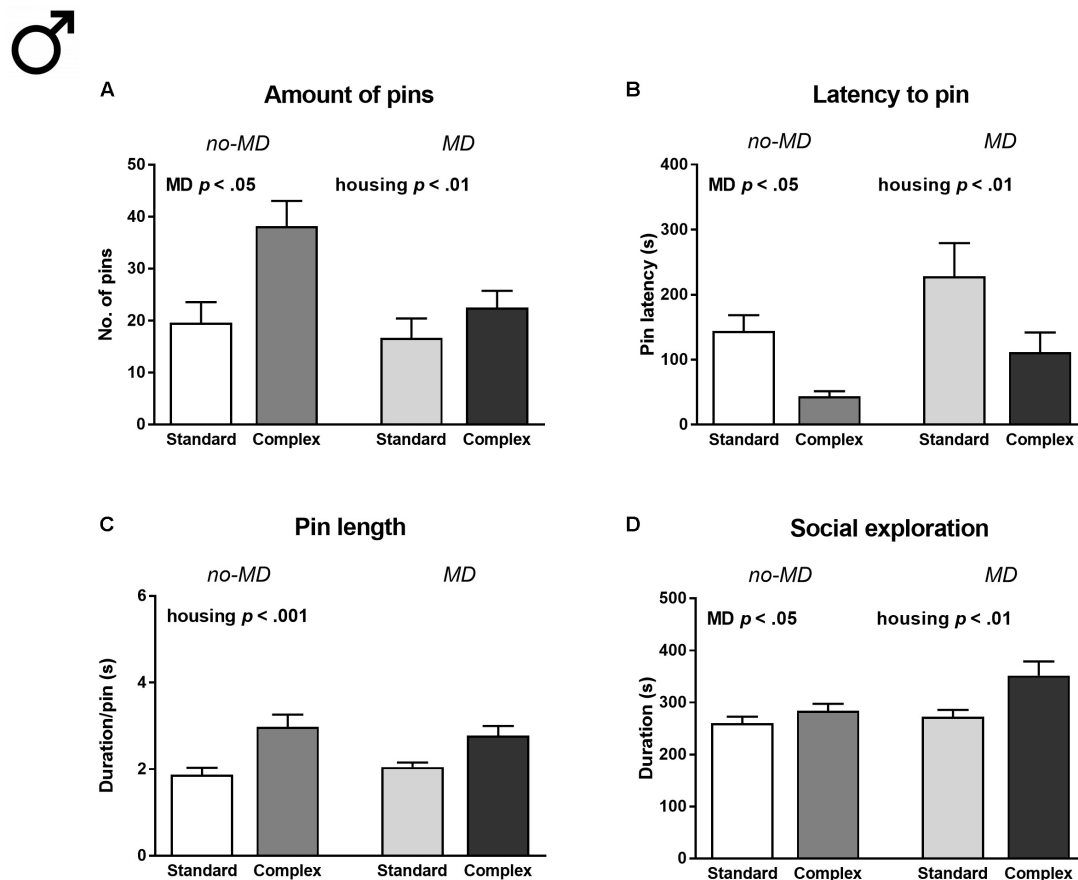 A Amount of pins
no-MD MD
MD p < .05 housing p < .01
No. of pins
50
40
30
20
10
0
Standard Complex Standard Complex
B Latency to pin
no-MD MD
MD p < .05 housing p < .01
Pin latency (s)
400
300
200
100
0
Standard Complex Standard Complex
C Pin length
no-MD MD
housing p < .001
Duration/pin (s)
6
4
2
0
Standard Complex Standard Complex
D Social exploration
no-MD MD
MD p < .05 housing p < .01
Duration (s)
500
400
300
200
100
0
Standard Complex Standard Complex